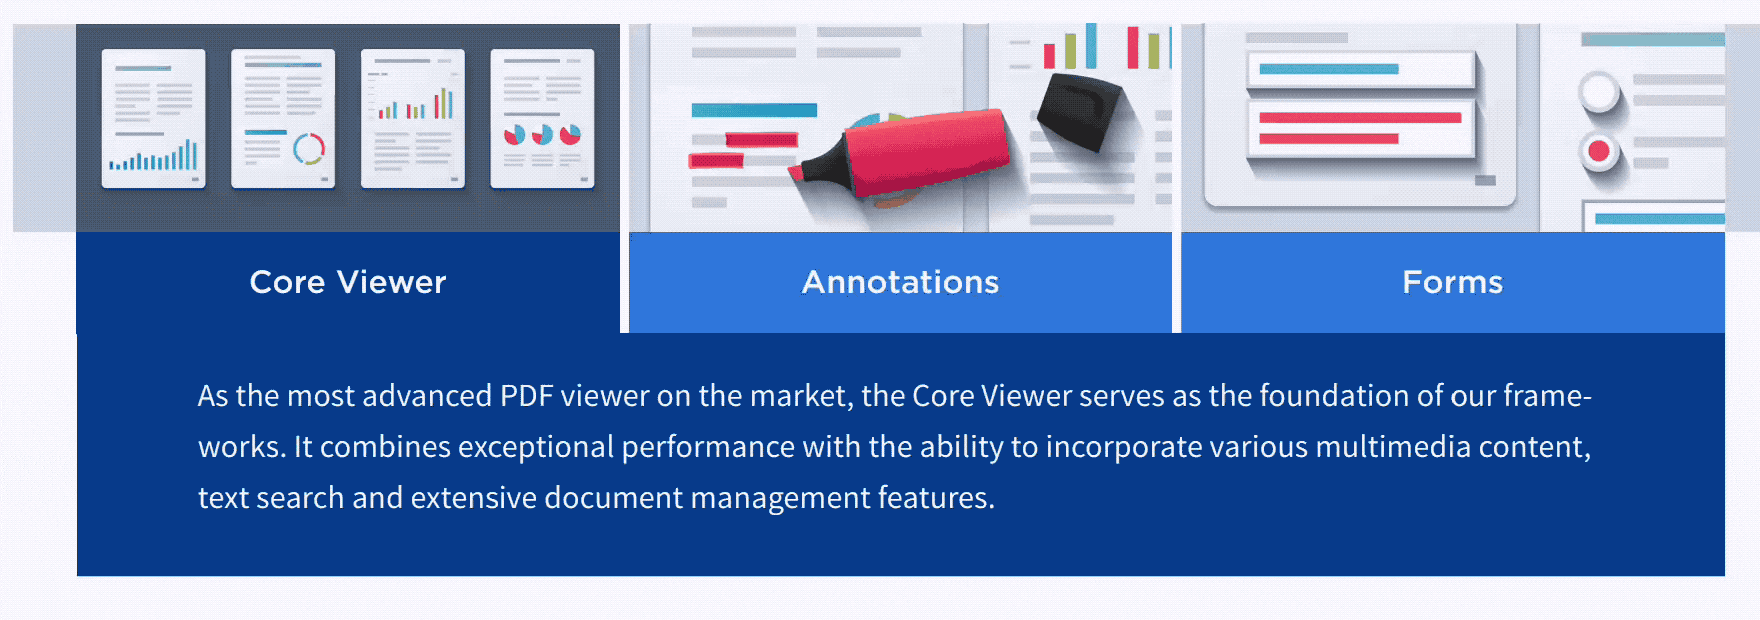 Core Viewer
Annotations
Forms
As the most advanced PDF viewer on the market, the Core Viewer serves as the foundation of our frame-
works. It combines exceptional performance with the ability to incorporate various multimedia content,
text search and extensive document management features.